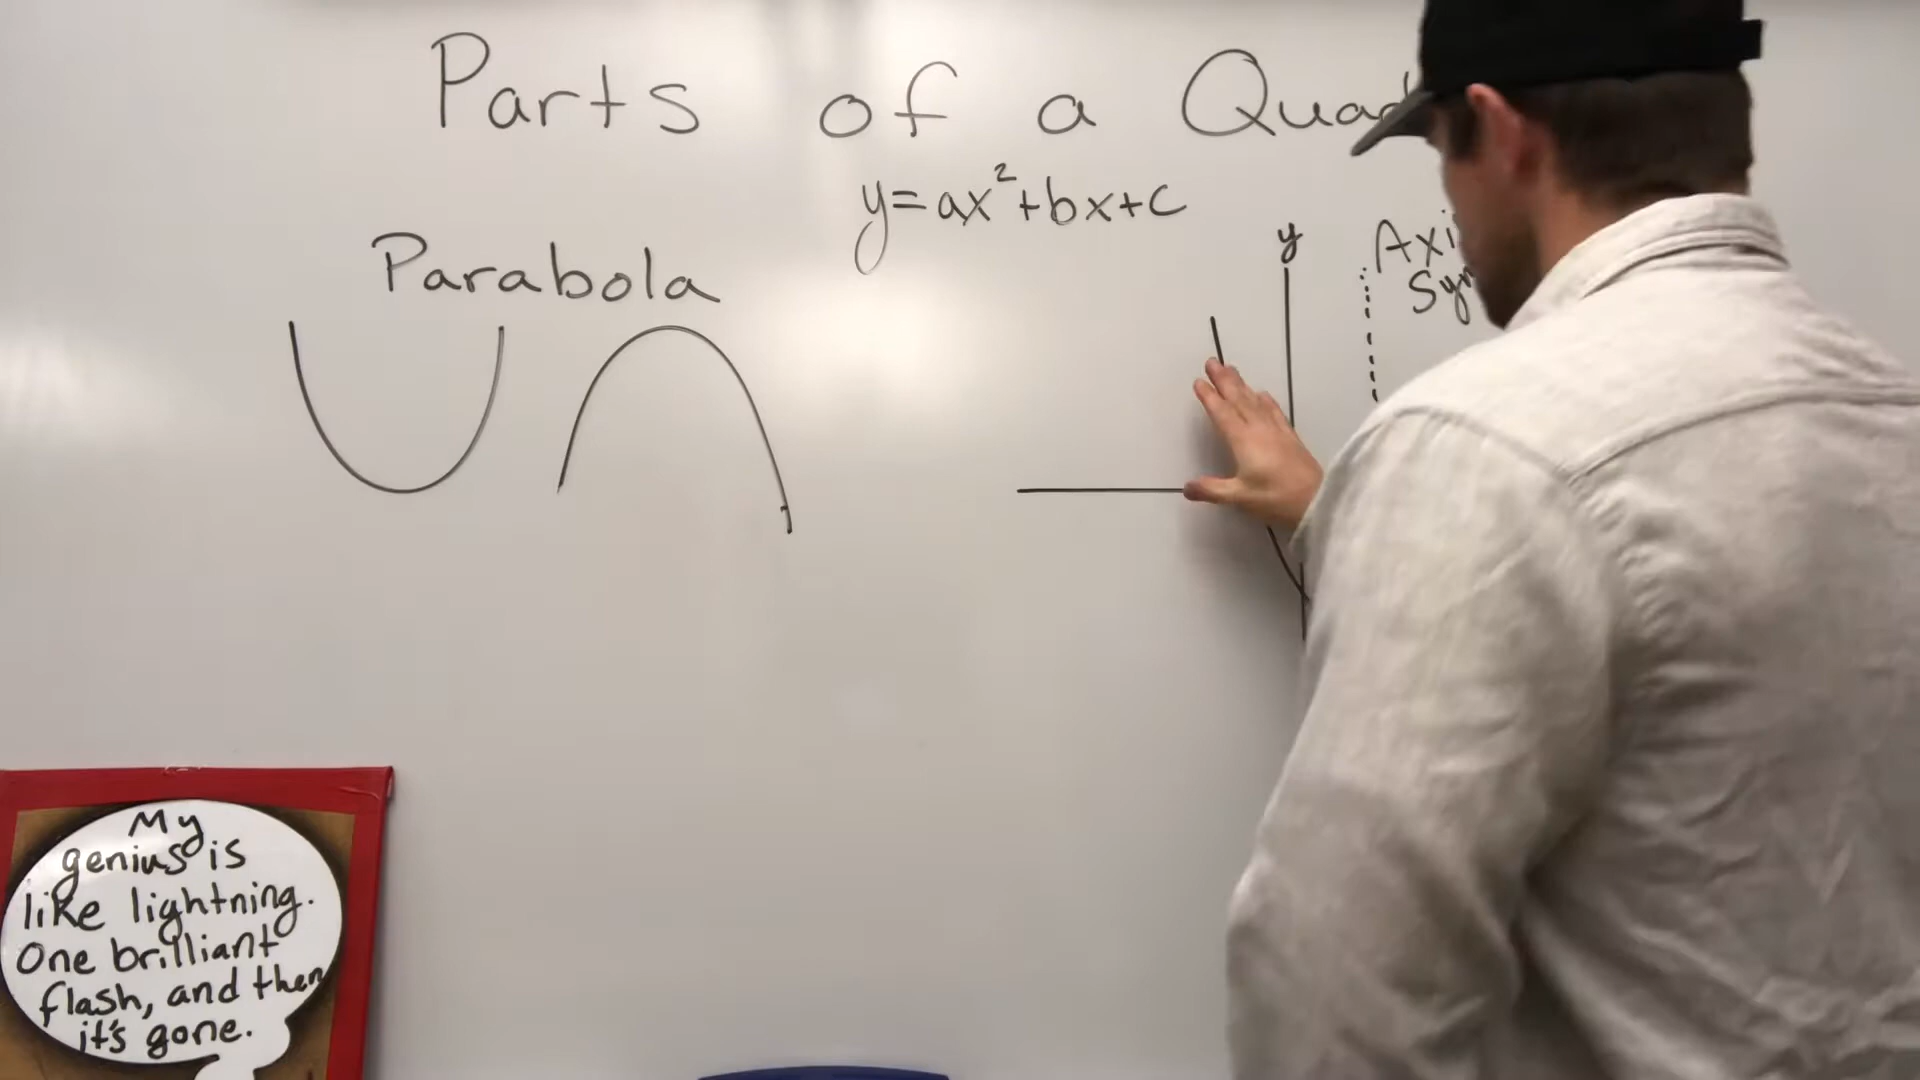 Parts of a Quad
y=ax²+bx+c
Parabola
y
Axi
Sym
My
genius is
like lightning.
One brilliant
flash, and then
it's gone.